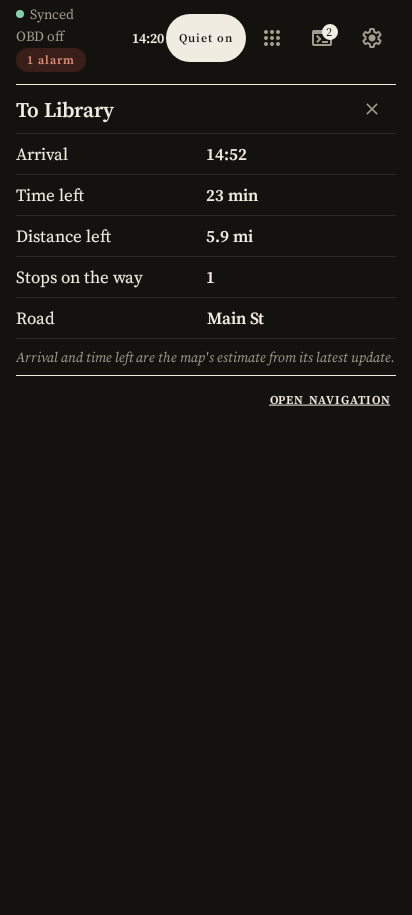 Synced
OBD off
1 alarm
14:20
Quiet on
2
To Library
Arrival 14:52
Time left 23 min
Distance left 5.9 mi
Stops on the way 1
Road Main St
Arrival and time left are the map's estimate from its latest update.
OPEN NAVIGATION